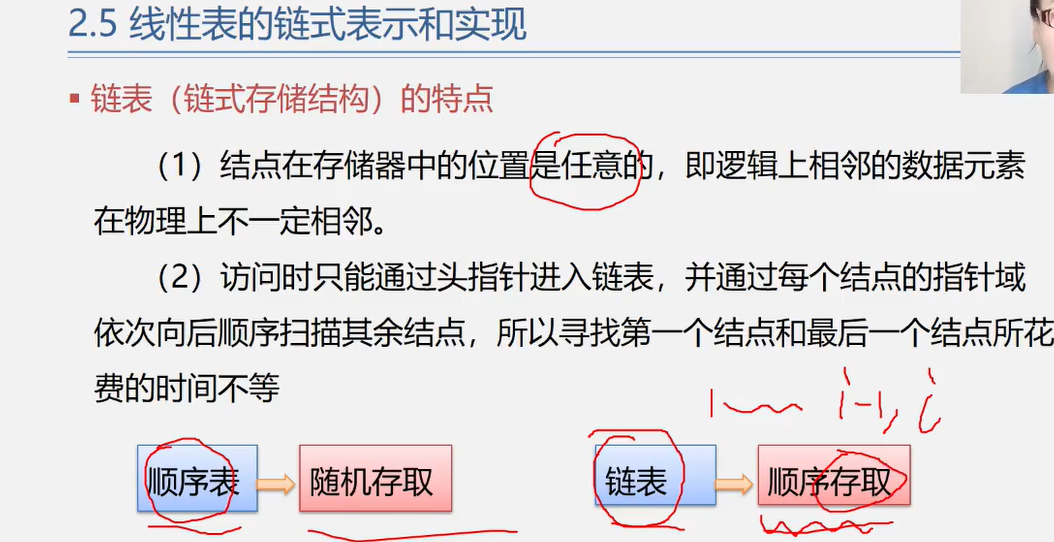 2.5 线性表的链式表示和实现
▪ 链表（链式存储结构）的特点
（1）结点在存储器中的位置是任意的，即逻辑上相邻的数据元素
在物理上不一定相邻。
（2）访问时只能通过头指针进入链表，并通过每个结点的指针域
依次向后顺序扫描其余结点，所以寻找第一个结点和最后一个结点所花
费的时间不等
1 i-1, i
顺序表 随机存取 链表 顺序存取